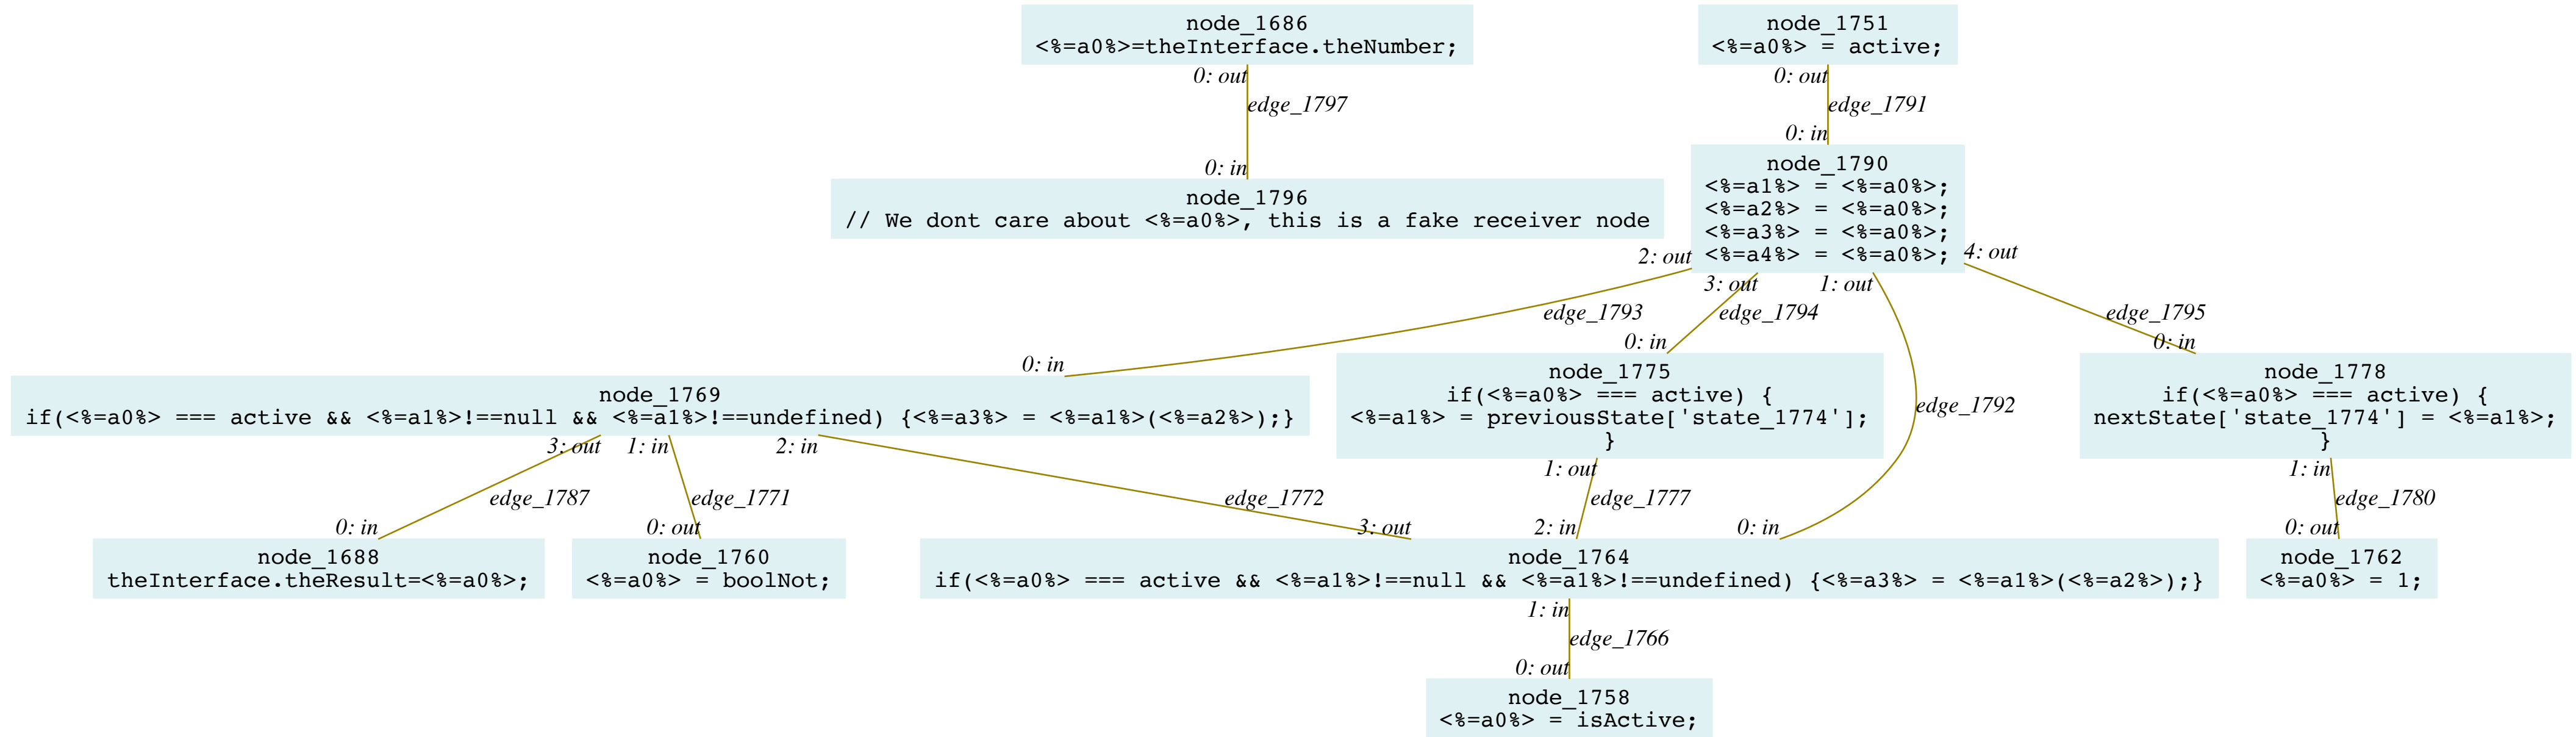 node_1686
<%=a0%>=theInterface.theNumber;
node_1751
<%=a0%> = active;
0: out
0: out
edge_1797
edge_1791
0: in
0: in
node_1796
// We dont care about <%=a0%>, this is a fake receiver node
node_1790
<%=a1%> = <%=a0%>;
<%=a2%> = <%=a0%>;
<%=a3%> = <%=a0%>;
<%=a4%> = <%=a0%>;
2: out
3: out
1: out
4: out
edge_1793
edge_1794
edge_1795
0: in
0: in
0: in
node_1769
if(<%=a0%> === active && <%=a1%>!==null && <%=a1%>!==undefined) {<%=a3%> = <%=a1%>(<%=a2%>);}
node_1775
if(<%=a0%> === active) {
<%=a1%> = previousState['state_1774'];
}
edge_1792
node_1778
if(<%=a0%> === active) {
nextState['state_1774'] = <%=a1%>;
}
3: out
1: in
2: in
1: out
1: in
edge_1787
edge_1771
edge_1772
edge_1777
edge_1780
0: in
0: out
3: out
2: in
0: in
0: out
node_1688
theInterface.theResult=<%=a0%>;
node_1760
<%=a0%> = boolNot;
node_1764
if(<%=a0%> === active && <%=a1%>!==null && <%=a1%>!==undefined) {<%=a3%> = <%=a1%>(<%=a2%>);}
node_1762
<%=a0%> = 1;
1: in
edge_1766
0: out
node_1758
<%=a0%> = isActive;